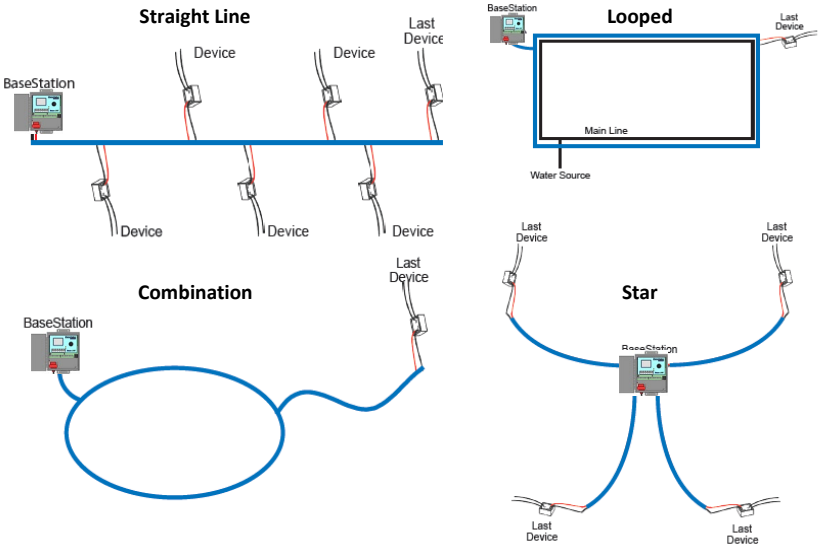 Straight Line
Device
Device
Last
Device
BaseStation
Device
Device
Device
BaseStation
Looped
Last
Device
Main Line
Water Source
Combination
Last
Device
BaseStation
Star
Last
Device
Last
Device
BaseStation
Last
Device
Last
Device